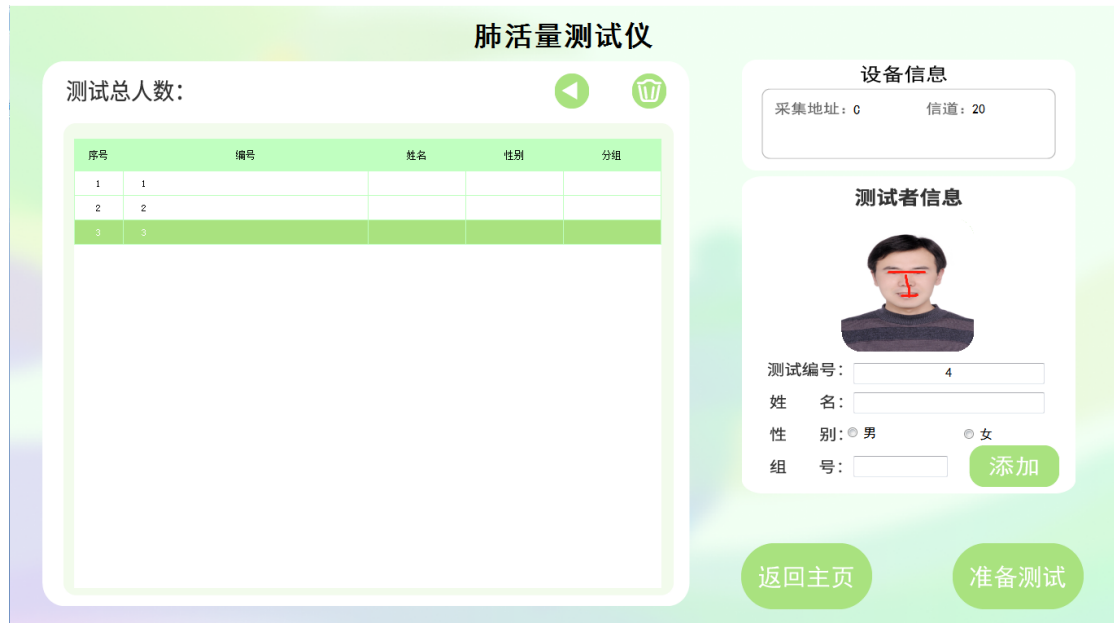 肺活量测试仪
测试总人数：
序号 编号 姓名 性别 分组
1 1
2 2
3 3
设备信息
采集地址：C 信道：20
测试者信息
测试编号：4
姓 名：
性 别：男 女
组 号：
添加
返回主页 准备测试